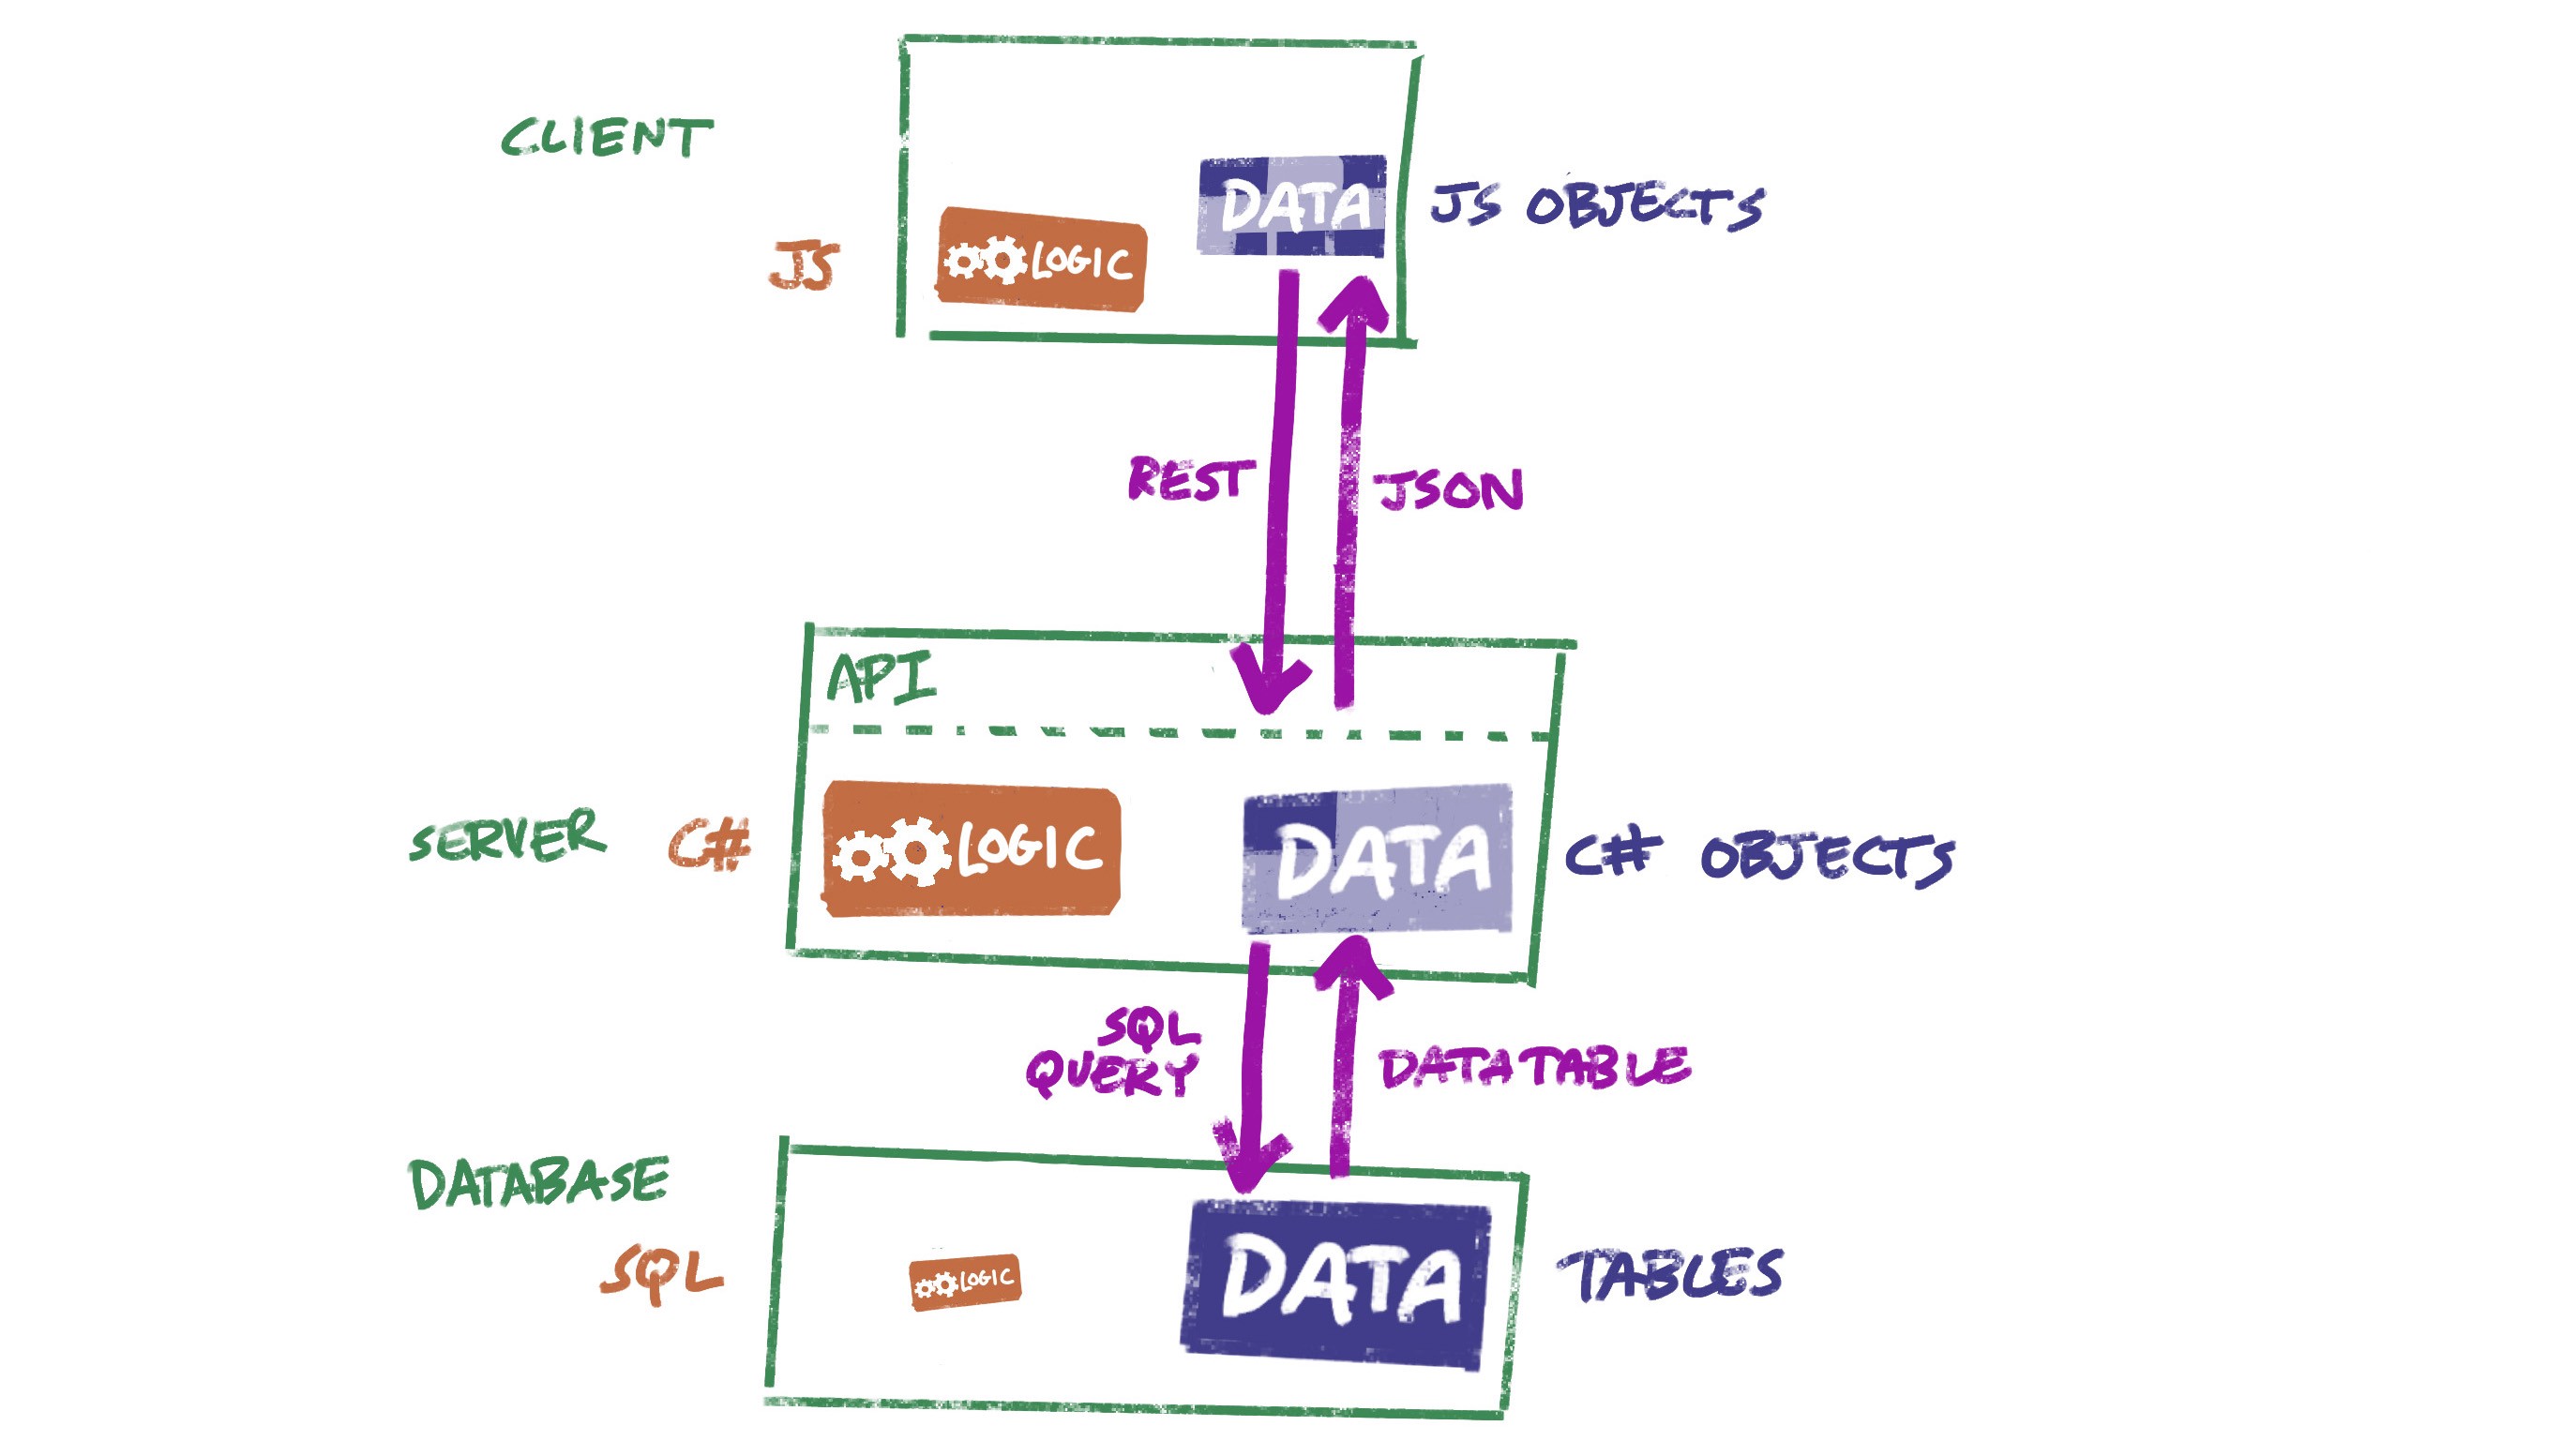 CLIENT
DATA
JS OBJECTS
JS
LOGIC
REST
JSON
API
SERVER
C#
LOGIC
DATA
C# OBJECTS
SQL
QUERY
DATATABLE
DATABASE
SQL
LOGIC
DATA
TABLES